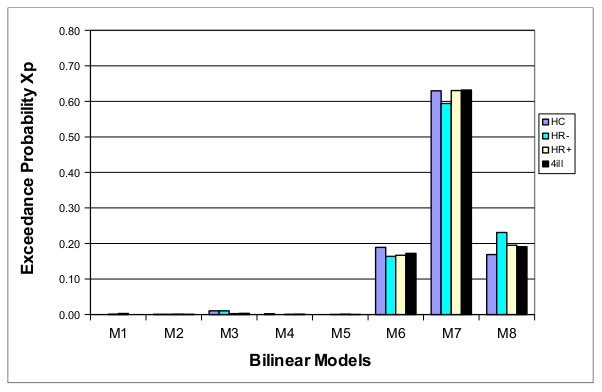 0.80
0.70
0.60
0.50
0.40
0.30
0.20
0.10
0.00
Exceedance Probability Xp
M1 M2 M3 M4 M5 M6 M7 M8
Bilinear Models
HC
HR-
HR+
4ill